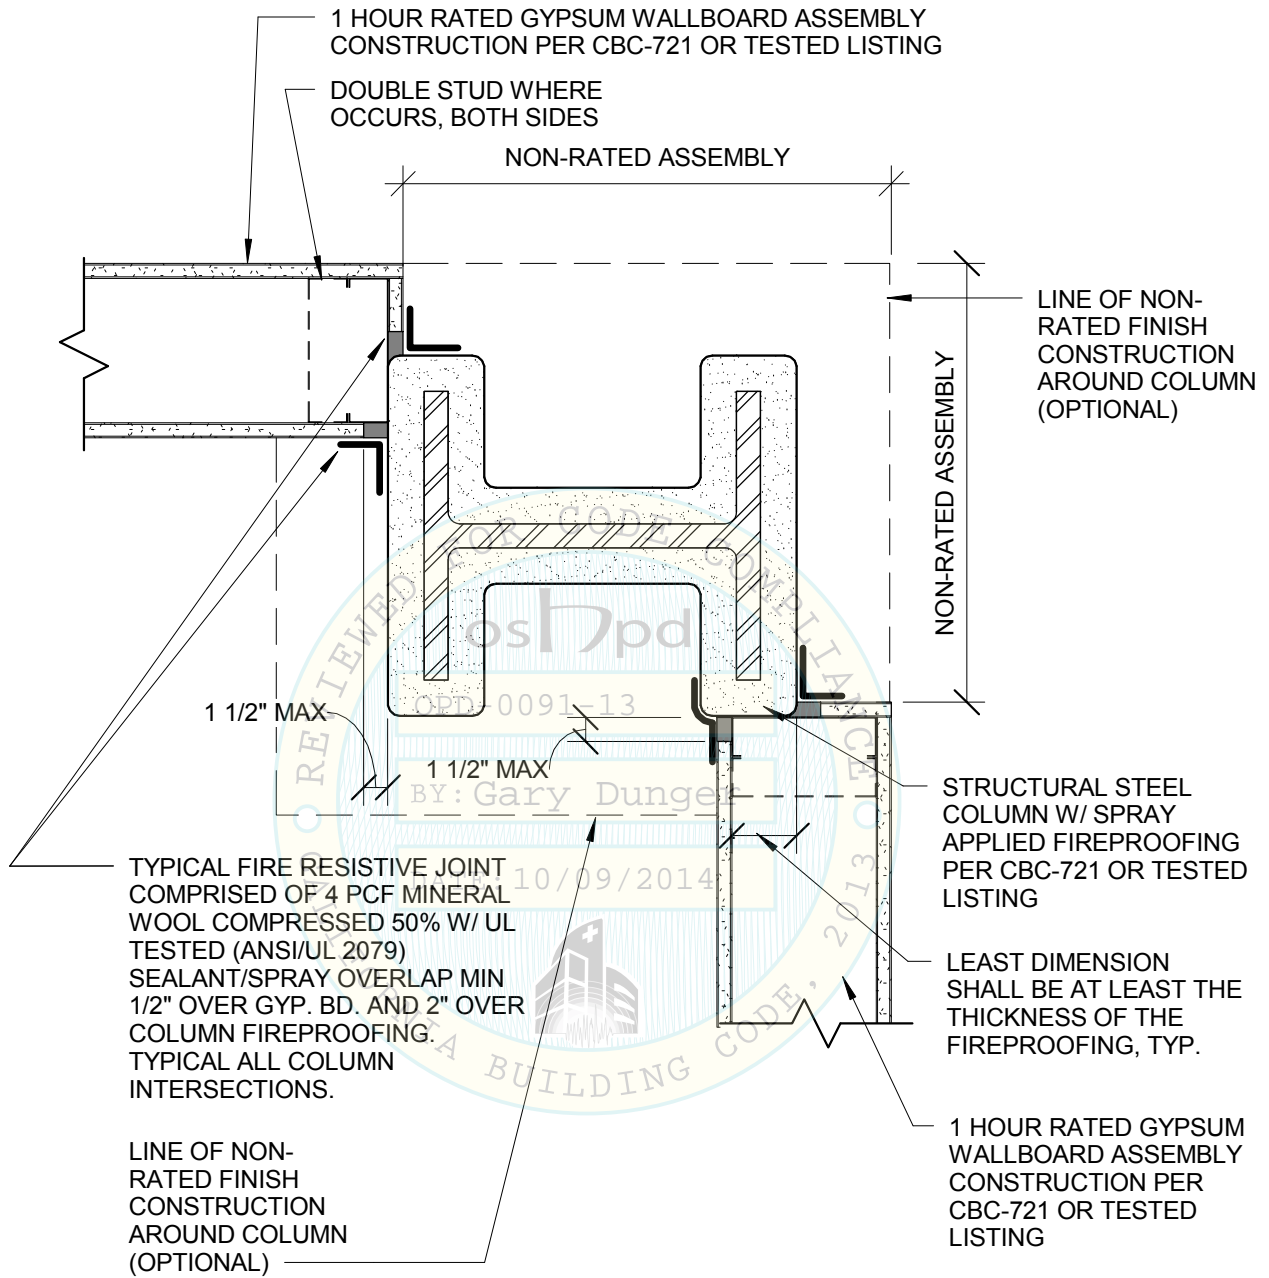 1 HOUR RATED GYPSUM WALLBOARD ASSEMBLY
CONSTRUCTION PER CBC-721 OR TESTED LISTING
DOUBLE STUD WHERE
OCCURS, BOTH SIDES
NON-RATED ASSEMBLY
LINE OF NON-
RATED FINISH
CONSTRUCTION
AROUND COLUMN
(OPTIONAL)
NON-RATED ASSEMBLY
REVIEWED FOR CODE COMPLIANCE
oshpd
OPD-0091-13
1 1/2" MAX
1 1/2" MAX
BY: Gary Dunger
DATE: 10/09/2014
CALIFORNIA BUILDING CODE, 2013
STRUCTURAL STEEL
COLUMN W/ SPRAY
APPLIED FIREPROOFING
PER CBC-721 OR TESTED
LISTING
TYPICAL FIRE RESISTIVE JOINT
COMPRISED OF 4 PCF MINERAL
WOOL COMPRESSED 50% W/ UL
TESTED (ANSI/UL 2079)
SEALANT/SPRAY OVERLAP MIN
1/2" OVER GYP. BD. AND 2" OVER
COLUMN FIREPROOFING.
TYPICAL ALL COLUMN
INTERSECTIONS.
LEAST DIMENSION
SHALL BE AT LEAST THE
THICKNESS OF THE
FIREPROOFING, TYP.
LINE OF NON-
RATED FINISH
CONSTRUCTION
AROUND COLUMN
(OPTIONAL)
1 HOUR RATED GYPSUM
WALLBOARD ASSEMBLY
CONSTRUCTION PER
CBC-721 OR TESTED
LISTING